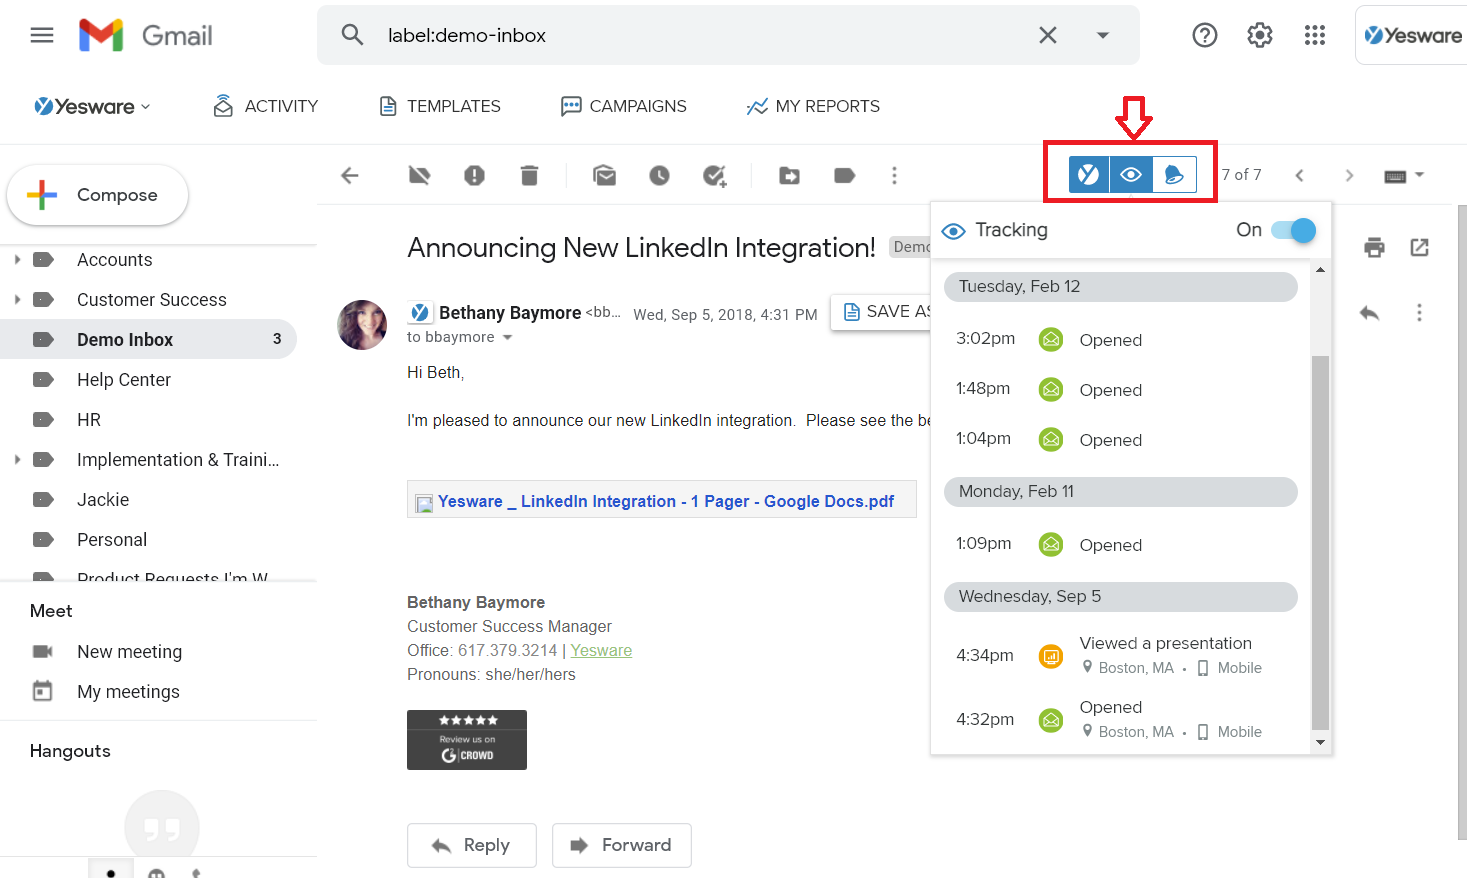 Gmail
label:demo-inbox
Yesware
Yesware
ACTIVITY
TEMPLATES
CAMPAIGNS
MY REPORTS
Compose
7 of 7
Accounts
Customer Success
Demo Inbox 3
Help Center
HR
Implementation & Traini...
Jackie
Personal
Product Requests I'm W
Meet
New meeting
My meetings
Hangouts
Announcing New LinkedIn Integration!
Demo
Bethany Baymore <bb... Wed, Sep 5, 2018, 4:31 PM
SAVE AS
to bbaymore
Hi Beth,
I'm pleased to announce our new LinkedIn integration.  Please see the be
Yesware _ LinkedIn Integration - 1 Pager - Google Docs.pdf
Bethany Baymore
Customer Success Manager
Office: 617.379.3214 | Yesware
Pronouns: she/her/hers
Review us on
G2 CROWD
Reply
Forward
Tracking On
Tuesday, Feb 12
3:02pm Opened
1:48pm Opened
1:04pm Opened
Monday, Feb 11
1:09pm Opened
Wednesday, Sep 5
4:34pm Viewed a presentation
Boston, MA • Mobile
4:32pm Opened
Boston, MA • Mobile